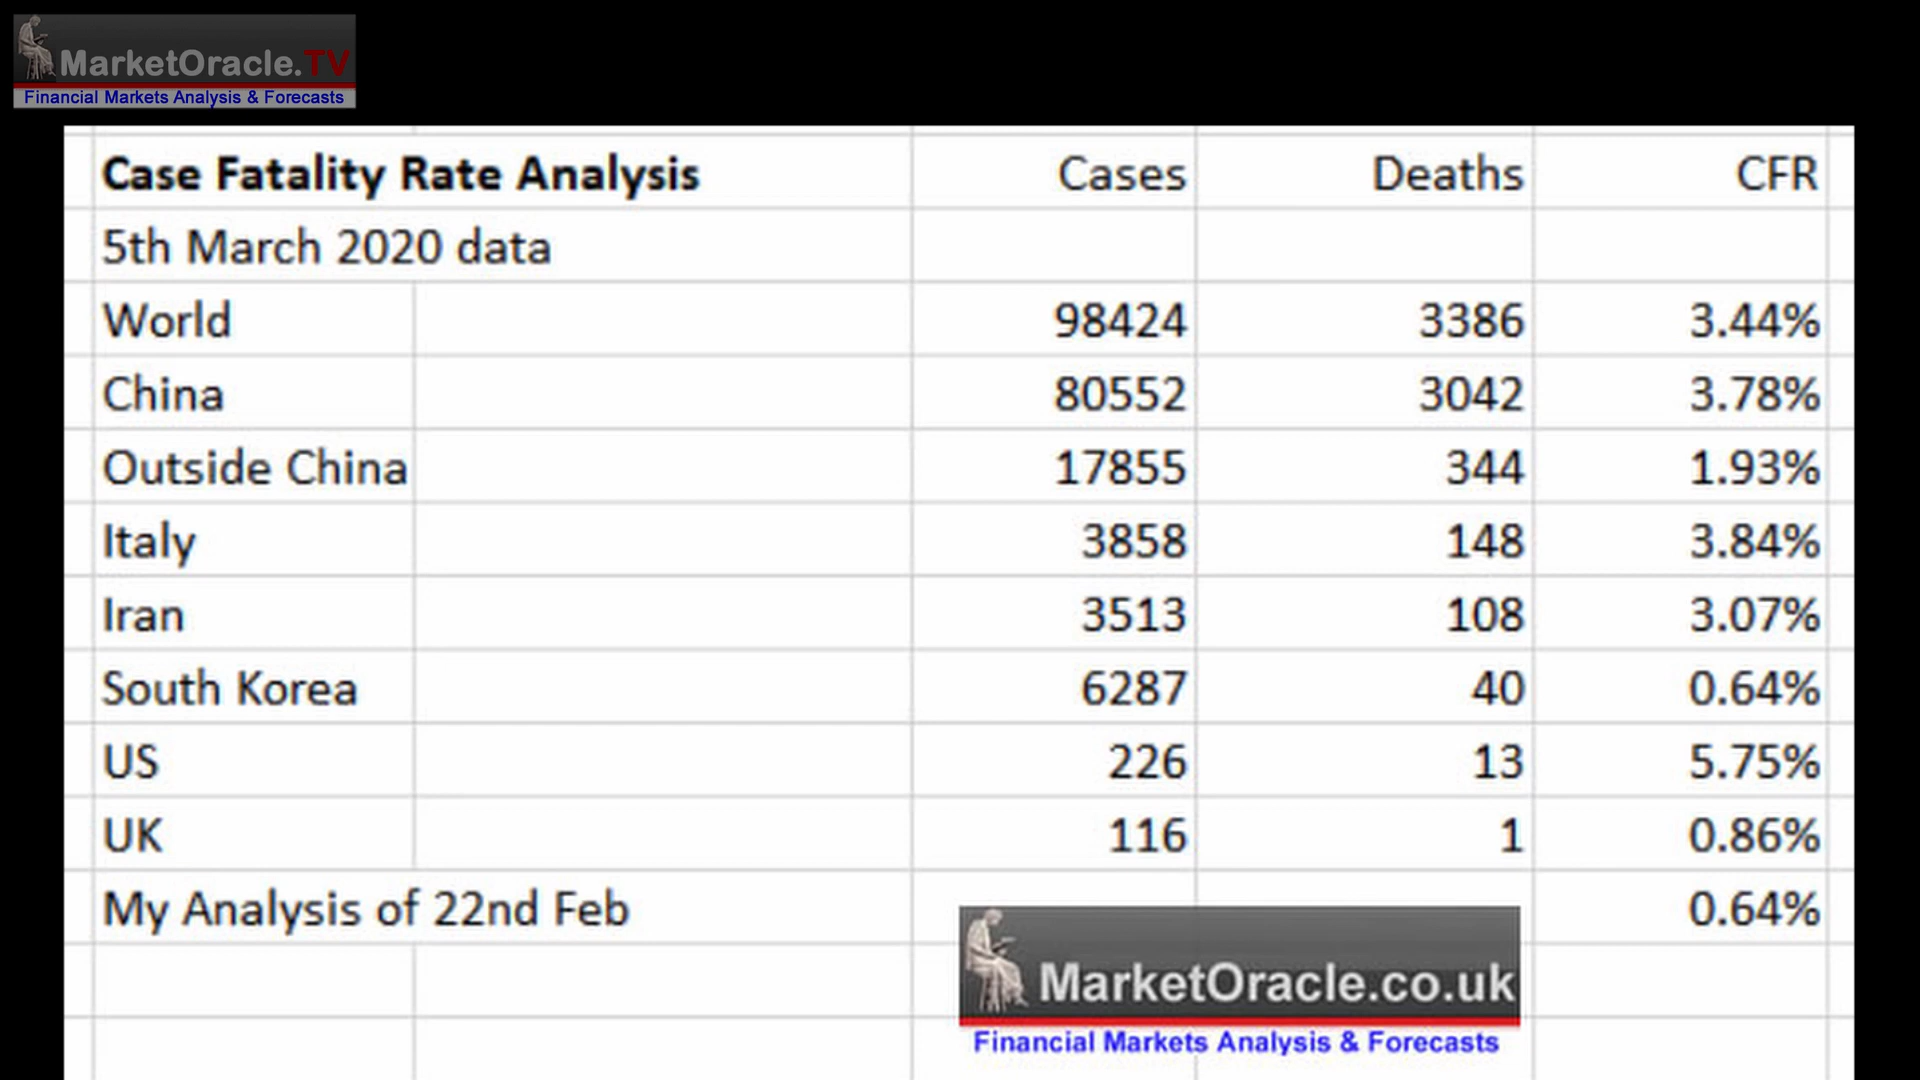 MarketOracle.TV
Financial Markets Analysis & Forecasts
Case Fatality Rate Analysis Cases Deaths CFR
5th March 2020 data
World 98424 3386 3.44%
China 80552 3042 3.78%
Outside China 17855 344 1.93%
Italy 3858 148 3.84%
Iran 3513 108 3.07%
South Korea 6287 40 0.64%
US 226 13 5.75%
UK 116 1 0.86%
My Analysis of 22nd Feb 0.64%
MarketOracle.co.uk
Financial Markets Analysis & Forecasts